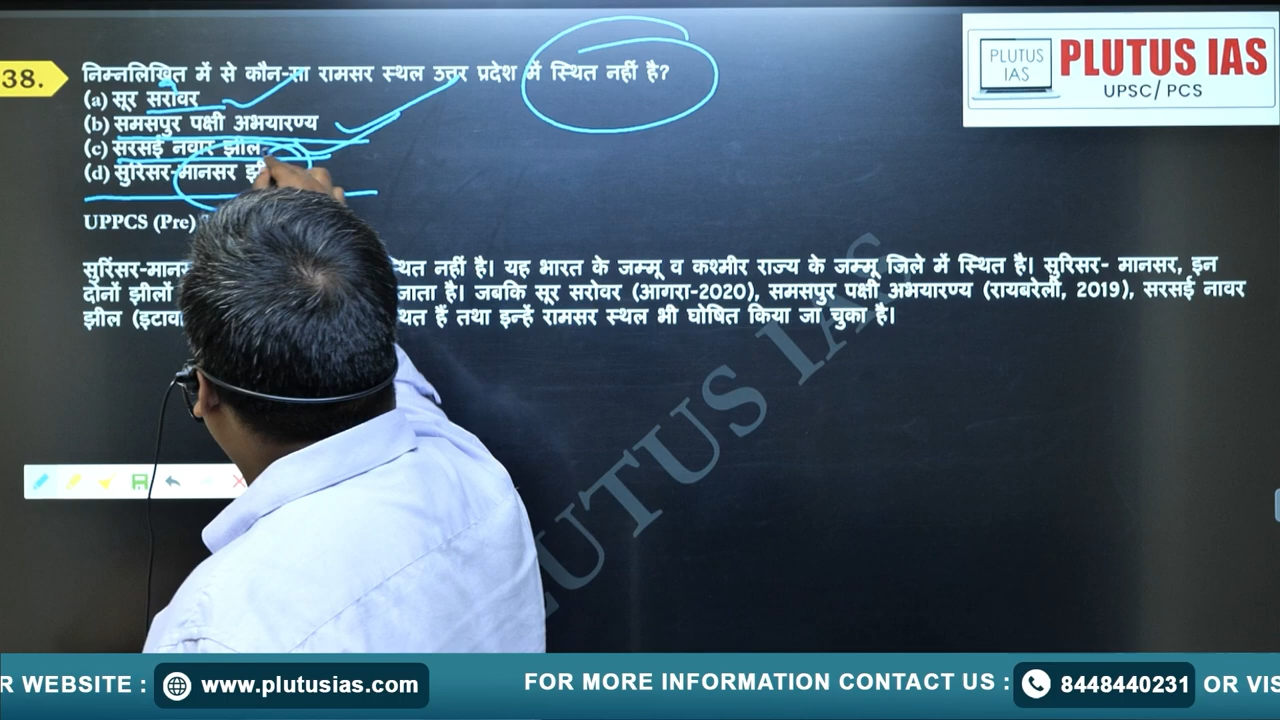 38.
निम्नलिखित में से कौन-सा रामसर स्थल उत्तर प्रदेश में स्थित नहीं है?
(a) सूर सरोवर
(b) समसपुर पक्षी अभयारण्य
(c) सरसई नवार झील
(d) सुरिंसर-मानसर
UPPCS (Pre)
स्थित नहीं है। यह भारत के जम्मू व कश्मीर राज्य के जम्मू जिले में स्थित है। सुरिसर- मानसर, इन
दोनों झीलों जाता है। जबकि सूर सरोवर (आगरा-2020), समसपुर पक्षी अभयारण्य (रायबरेली, 2019), सरसई नावर
झील हैं तथा इन्हें रामसर स्थल भी घोषित किया जा चुका है।
PLUTUS IAS
PLUTUS IAS
UPSC/ PCS
PLUTUS IAS
R WEBSITE : www.plutusias.com FOR MORE INFORMATION CONTACT US : 8448440231 OR VIS